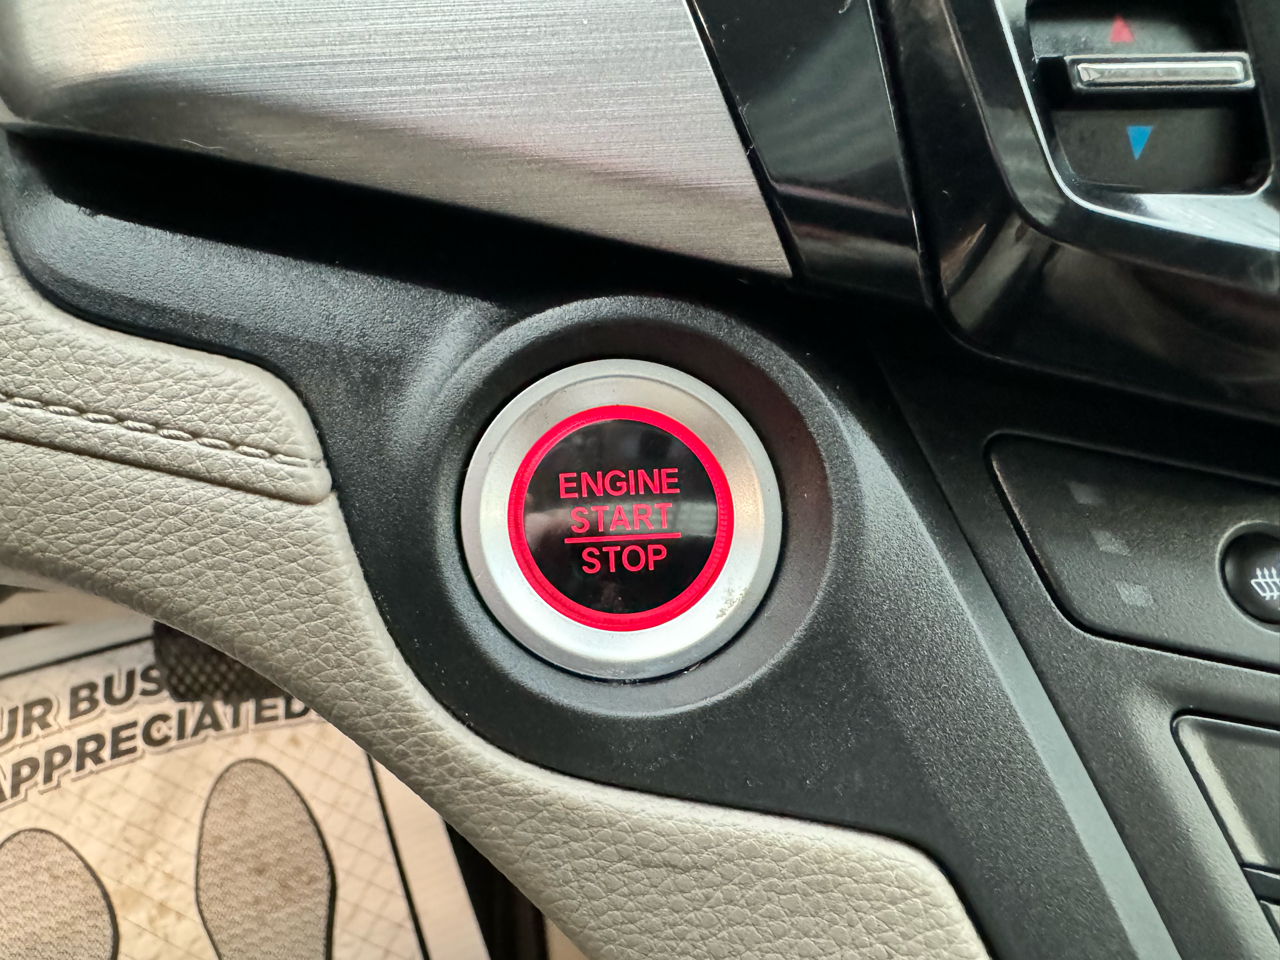 ENGINE
START
STOP
UR BUS
APPRECIATED